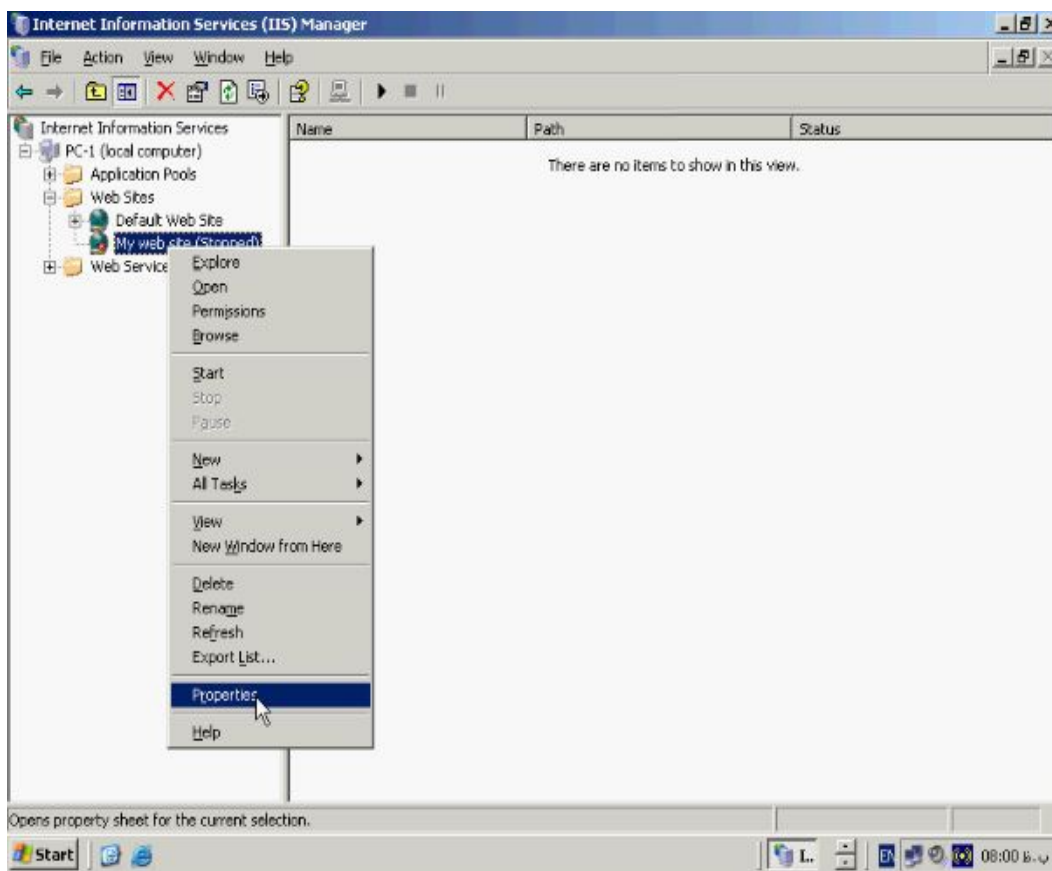 Internet Information Services (IIS) Manager
File Action View Window Help
Internet Information Services
PC-1 (local computer)
Application Pools
Web Sites
Default Web Site
My web site (Stopped)
Web Service
Name Path Status
There are no items to show in this view.
Explore
Open
Permissions
Browse
Start
Stop
Pause
New
All Tasks
View
New Window from Here
Delete
Rename
Refresh
Export List...
Properties
Help
Opens property sheet for the current selection.
Start
I..
EN
08:00 ب.ظ